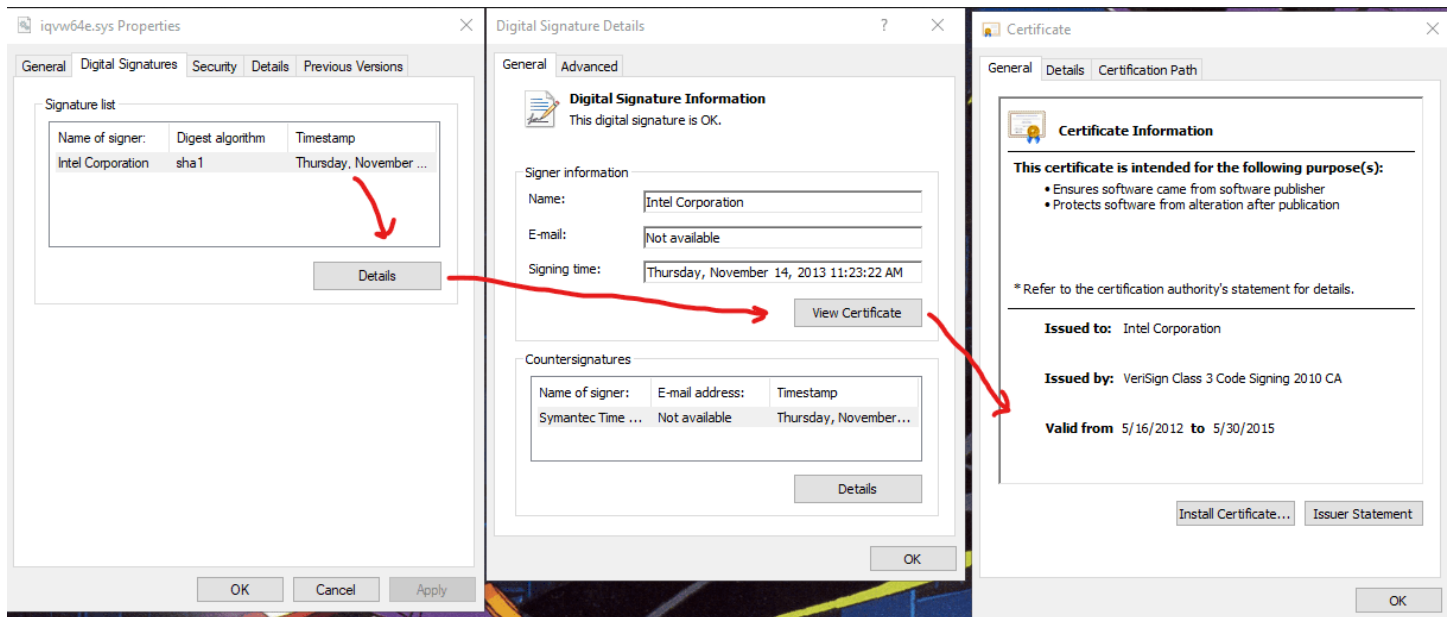 iqvw64e.sys Properties
General Digital Signatures Security Details Previous Versions
Signature list
Name of signer: Digest algorithm Timestamp
Intel Corporation sha1 Thursday, November ...
Details
OK Cancel Apply
Digital Signature Details
General Advanced
Digital Signature Information
This digital signature is OK.
Signer information
Name: Intel Corporation
E-mail: Not available
Signing time: Thursday, November 14, 2013 11:23:22 AM
View Certificate
Countersignatures
Name of signer: E-mail address: Timestamp
Symantec Time ... Not available Thursday, November...
Details
OK
Certificate
General Details Certification Path
Certificate Information
This certificate is intended for the following purpose(s):
• Ensures software came from software publisher
• Protects software from alteration after publication
* Refer to the certification authority's statement for details.
Issued to: Intel Corporation
Issued by: VeriSign Class 3 Code Signing 2010 CA
Valid from 5/16/2012 to 5/30/2015
Install Certificate... Issuer Statement
OK